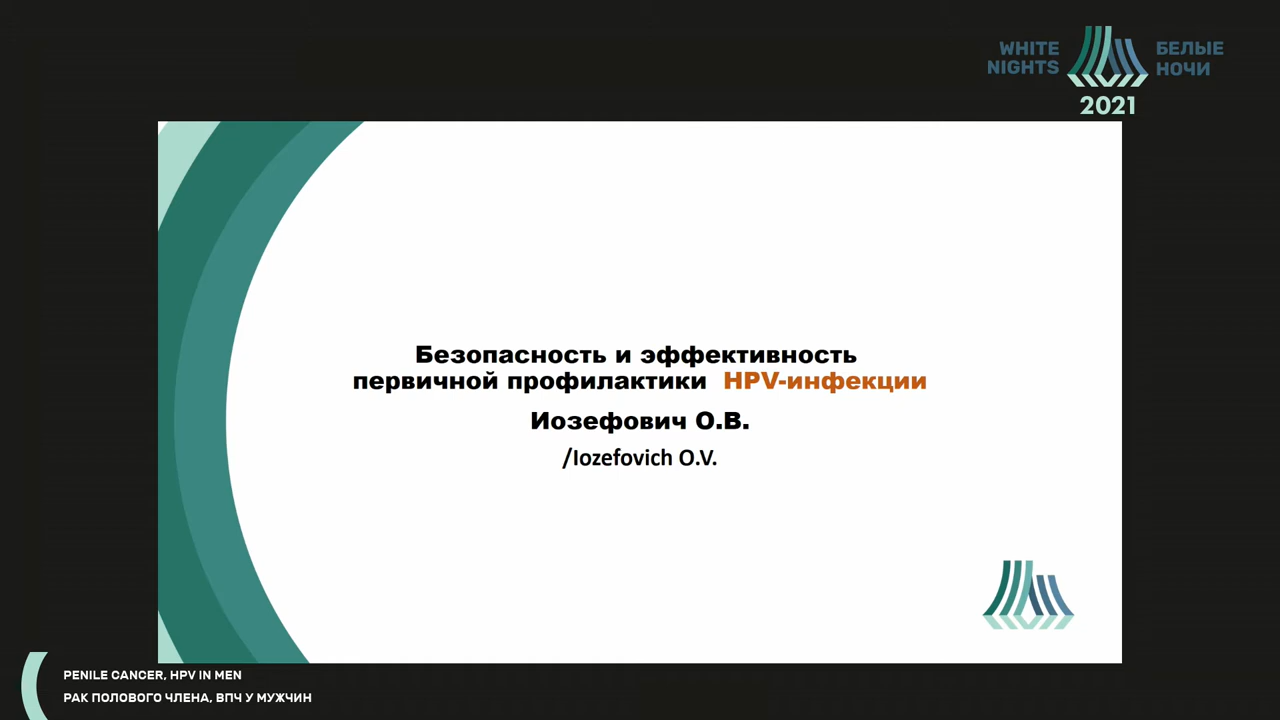 WHITE NIGHTS
БЕЛЫЕ НОЧИ
2021
Безопасность и эффективность
первичной профилактики HPV-инфекции
Иозефович О.В.
/Iozefovich O.V.
PENILE CANCER, HPV IN MEN
РАК ПОЛОВОГО ЧЛЕНА, ВПЧ У МУЖЧИН